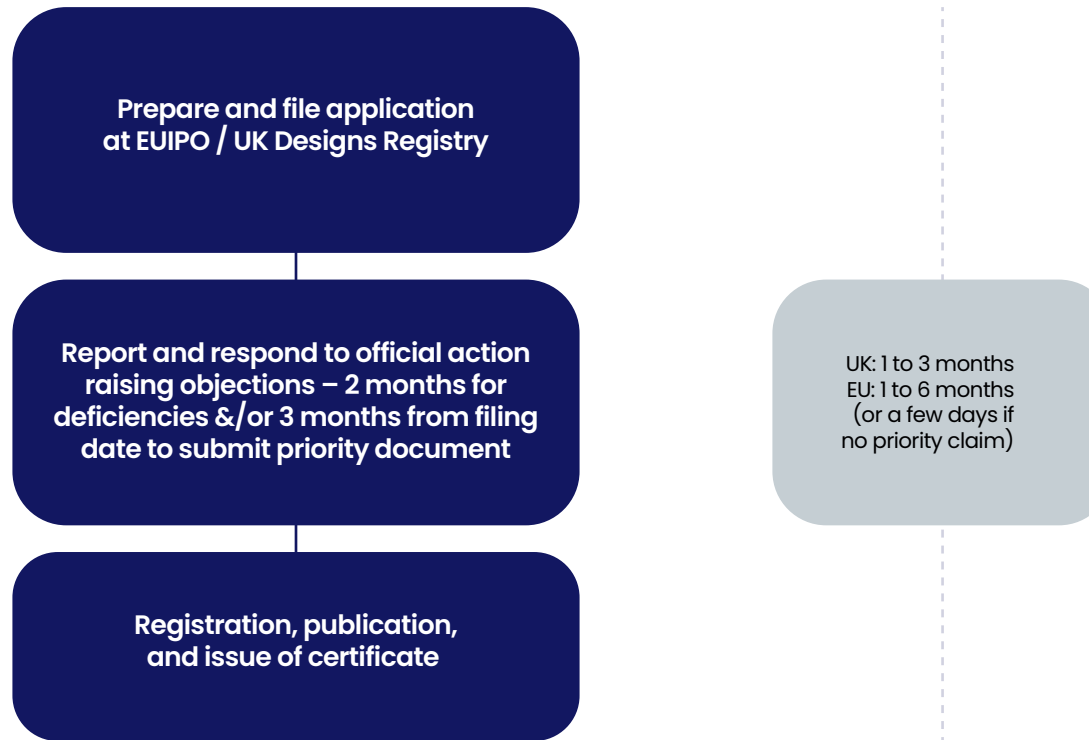 Prepare and file application
at EUIPO / UK Designs Registry
Report and respond to official action
raising objections – 2 months for
deficiencies &/or 3 months from filing
date to submit priority document
UK: 1 to 3 months
EU: 1 to 6 months
(or a few days if
no priority claim)
Registration, publication,
and issue of certificate